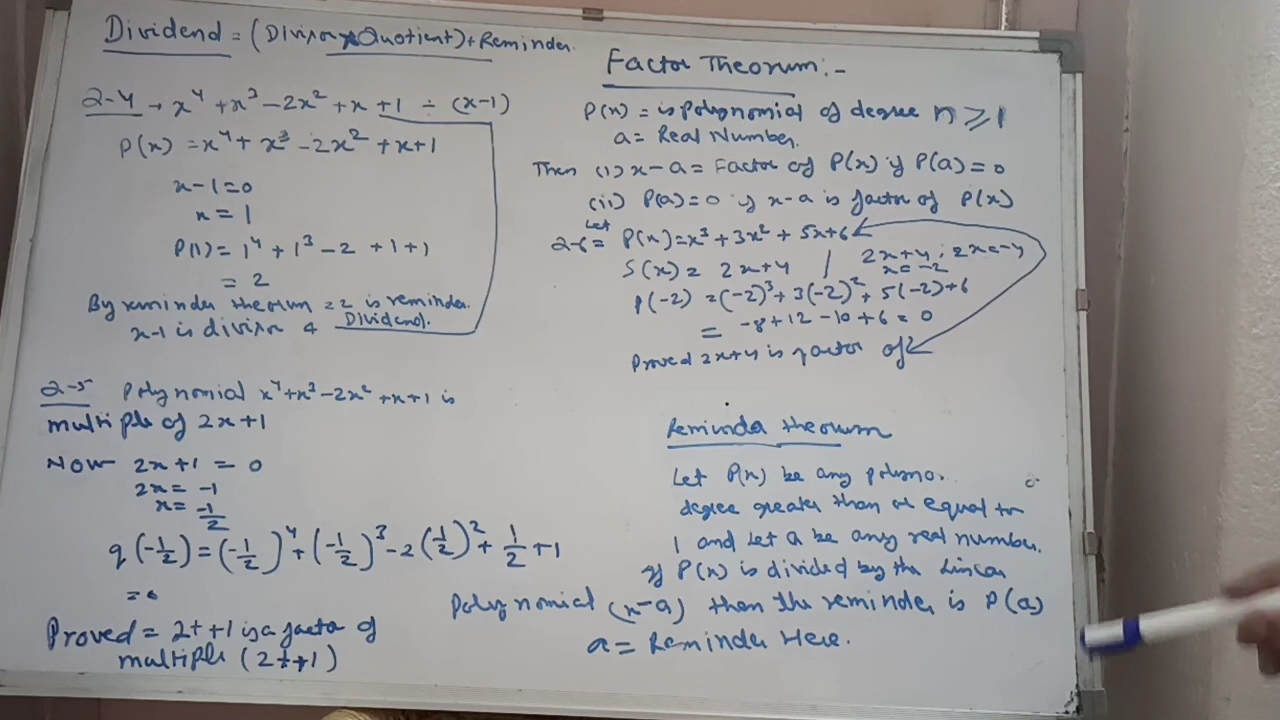 Dividend = (Divisor x Quotient) + Reminder
2-4 → x⁴ + x³ - 2x² + x + 1 ÷ (x-1)
P(x) = x⁴ + x³ - 2x² + x + 1
x-1 = 0
x = 1
P(1) = 1⁴ + 1³ - 2 + 1 + 1
= 2
By reminder theorum = 2 is reminder.
x-1 is divisor & Dividend.
2-5 Polynomial x⁴+x³-2x²+x+1 is
multiple of 2x+1
Now 2x+1 = 0
2x = -1
x = -1/2
q(-1/2) = (-1/2)⁴ + (-1/2)³ - 2(1/2)² + 1/2 + 1
= 0
Proved = 2t+1 is a factor of
multiple (2t+1)
Factor Theorum:-
P(x) = is polynomial of degree n ≥ 1
a = Real Number.
Then (i) x-a = Factor of P(x) if P(a) = 0
(ii) P(a) = 0 if x-a is factor of P(x)
Let
2-6 = P(x) = x³ + 3x² + 5x + 6
S(x) = 2x+4 / 2x+4; 2x=-4
x = -2
P(-2) = (-2)³ + 3(-2)² + 5(-2) + 6
= -8 + 12 - 10 + 6 = 0
Proved 2x+4 is factor of
Reminder theorum
Let P(x) be any polyno.
degree greater than or equal to
1 and let a be any real number.
if P(x) is divided by the linear
Polynomial (x-a) then the reminder is P(a)
a = Reminder Here.